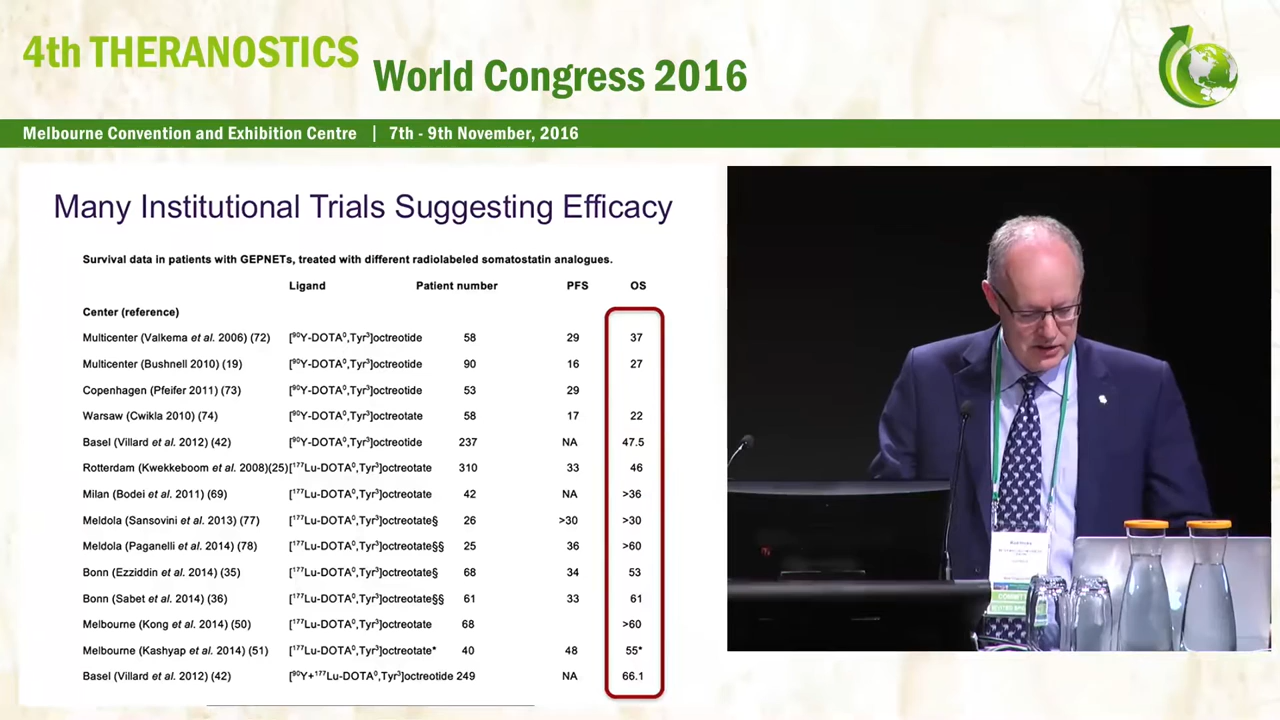 4th THERANOSTICS
World Congress 2016
Melbourne Convention and Exhibition Centre | 7th - 9th November, 2016
Many Institutional Trials Suggesting Efficacy
Survival data in patients with GEPNETs, treated with different radiolabeled somatostatin analogues.
Ligand Patient number PFS OS
Center (reference)
Multicenter (Valkema et al. 2006) (72) [⁹⁰Y-DOTA⁰,Tyr³]octreotide 58 29 37
Multicenter (Bushnell 2010) (19) [⁹⁰Y-DOTA⁰,Tyr³]octreotide 90 16 27
Copenhagen (Pfeifer 2011) (73) [⁹⁰Y-DOTA⁰,Tyr³]octreotide 53 29
Warsaw (Cwikla 2010) (74) [⁹⁰Y-DOTA⁰,Tyr³]octreotate 58 17 22
Basel (Villard et al. 2012) (42) [⁹⁰Y-DOTA⁰,Tyr³]octreotide 237 NA 47.5
Rotterdam (Kwekkeboom et al. 2008)(25)[¹⁷⁷Lu-DOTA⁰,Tyr³]octreotate 310 33 46
Milan (Bodei et al. 2011) (69) [¹⁷⁷Lu-DOTA⁰,Tyr³]octreotate 42 NA >36
Meldola (Sansovini et al. 2013) (77) [¹⁷⁷Lu-DOTA⁰,Tyr³]octreotate§ 26 >30 >30
Meldola (Paganelli et al. 2014) (78) [¹⁷⁷Lu-DOTA⁰,Tyr³]octreotate§§ 25 36 >60
Bonn (Ezziddin et al. 2014) (35) [¹⁷⁷Lu-DOTA⁰,Tyr³]octreotate§ 68 34 53
Bonn (Sabet et al. 2014) (36) [¹⁷⁷Lu-DOTA⁰,Tyr³]octreotate§§ 61 33 61
Melbourne (Kong et al. 2014) (50) [¹⁷⁷Lu-DOTA⁰,Tyr³]octreotate 68 >60
Melbourne (Kashyap et al. 2014) (51) [¹⁷⁷Lu-DOTA⁰,Tyr³]octreotate* 40 48 55*
Basel (Villard et al. 2012) (42) [⁹⁰Y+¹⁷⁷Lu-DOTA⁰,Tyr³]octreotide 249 NA 66.1